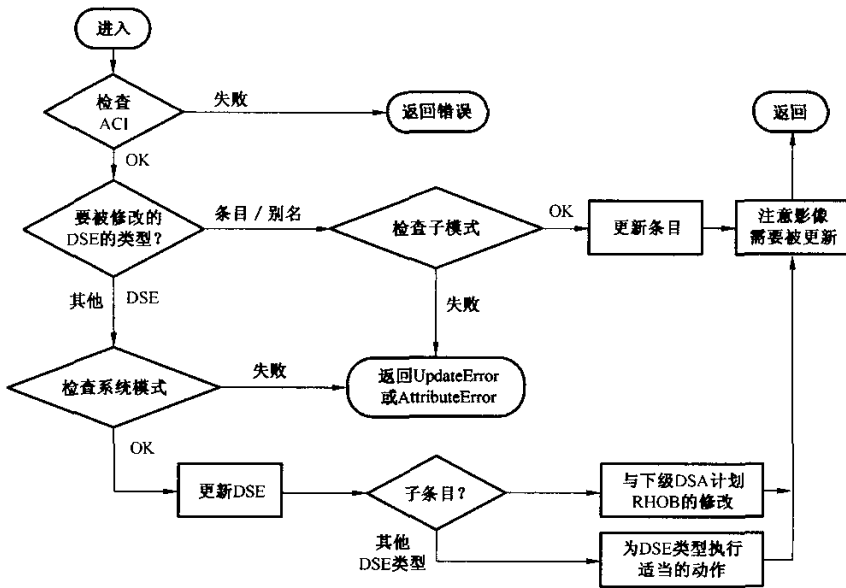 进入
检查
ACI
失败
返回错误
返回
OK
要被修改的
DSE的类型?
条目/别名
检查子模式
OK
更新条目
注意影像
需要被更新
其他 DSE
失败
检查系统模式
失败
返回UpdateError
或AttributeError
OK
更新DSE
子条目?
与下级DSA计划
RHOB的修改
其他
DSE类型
为DSE类型执行
适当的动作